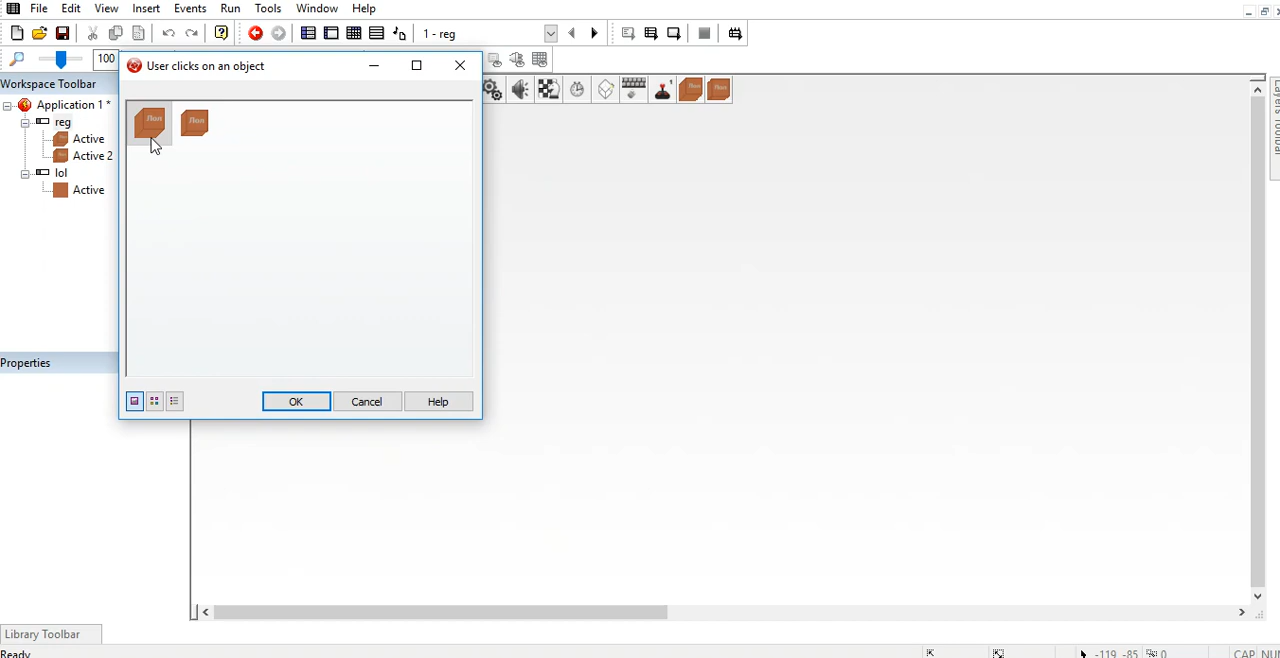 File Edit View Insert Events Run Tools Window Help
1 - reg
100
User clicks on an object
Workspace Toolbar
Application 1 *
reg
Active
Active 2
lol
Active
Лол
Лол
Properties
OK Cancel Help
Library Toolbar
Ready
-119 -85 0 CAP NUM